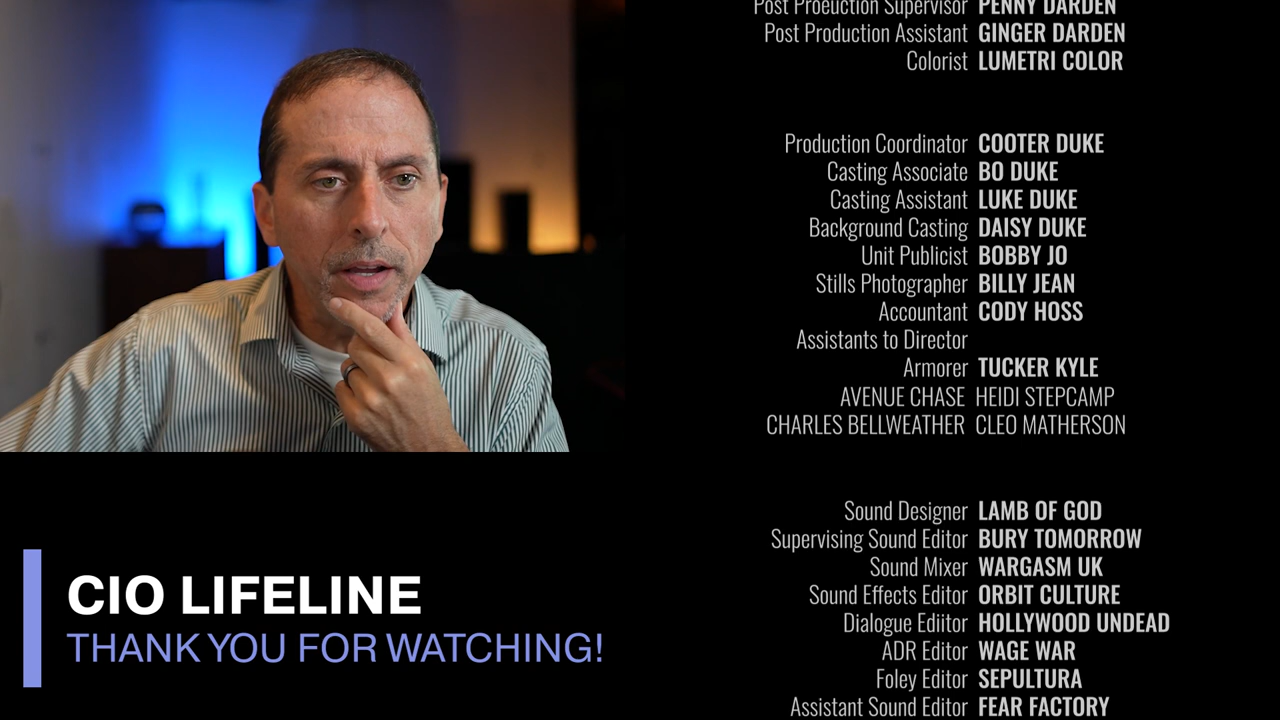 Post Proeuction Supervisor PENNY DARDEN
Post Production Assistant GINGER DARDEN
Colorist LUMETRI COLOR
Production Coordinator COOTER DUKE
Casting Associate BO DUKE
Casting Assistant LUKE DUKE
Background Casting DAISY DUKE
Unit Publicist BOBBY JO
Stills Photographer BILLY JEAN
Accountant CODY HOSS
Assistants to Director
Armorer TUCKER KYLE
AVENUE CHASE HEIDI STEPCAMP
CHARLES BELLWEATHER CLEO MATHERSON
Sound Designer LAMB OF GOD
Supervising Sound Editor BURY TOMORROW
Sound Mixer WARGASM UK
Sound Effects Editor ORBIT CULTURE
Dialogue Ediitor HOLLYWOOD UNDEAD
ADR Editor WAGE WAR
Foley Editor SEPULTURA
Assistant Sound Editor FEAR FACTORY
CIO LIFELINE
THANK YOU FOR WATCHING!